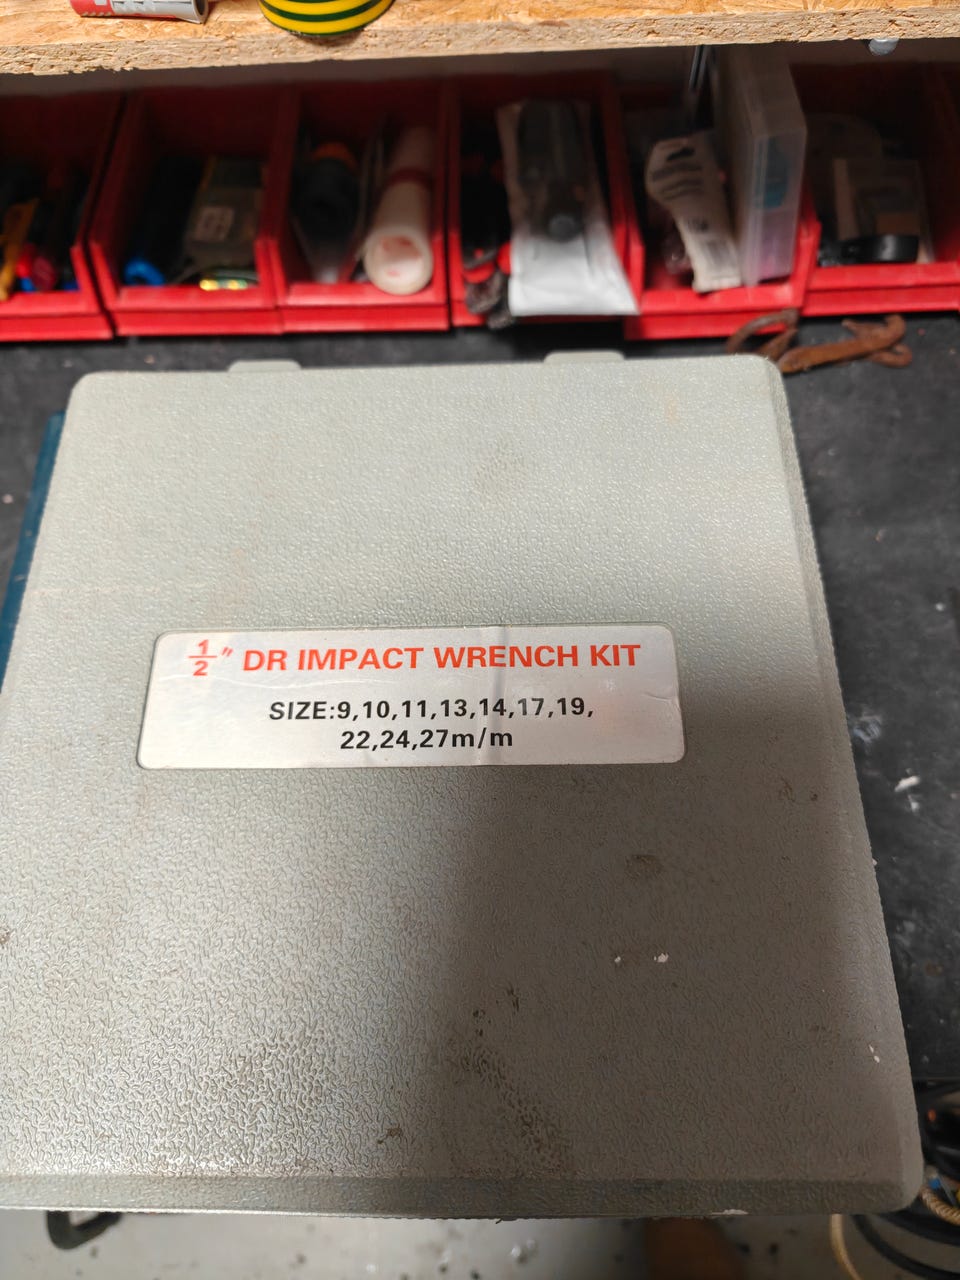 1/2" DR IMPACT WRENCH KIT
SIZE:9,10,11,13,14,17,19,
22,24,27m/m